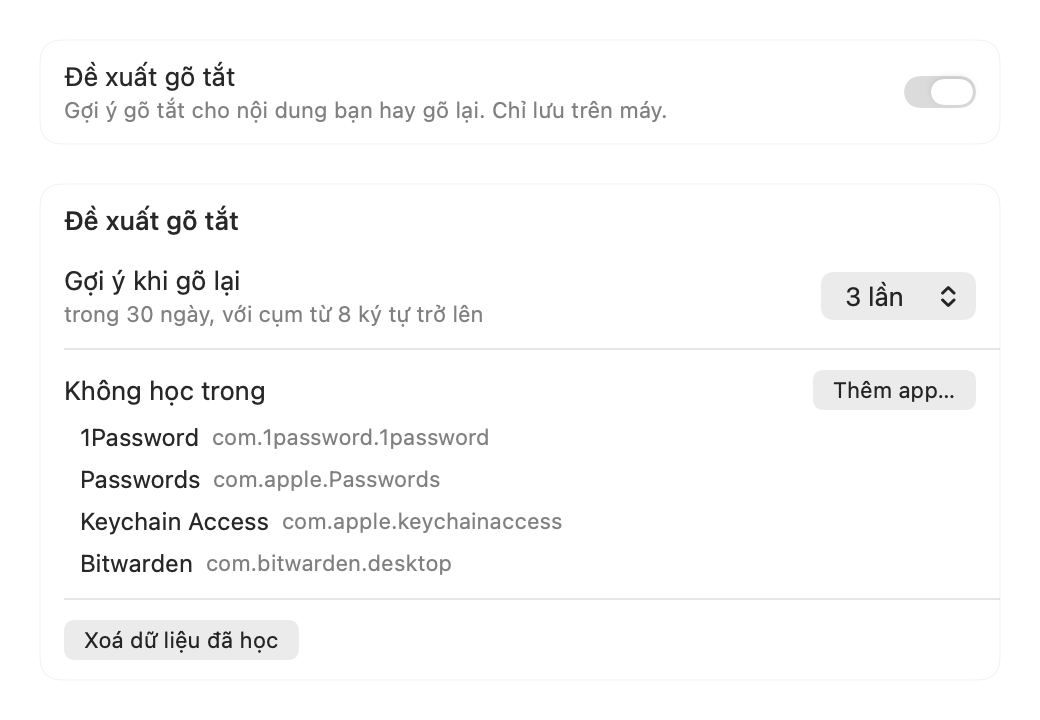 Đề xuất gõ tắt
Gợi ý gõ tắt cho nội dung bạn hay gõ lại. Chỉ lưu trên máy.
Đề xuất gõ tắt
Gợi ý khi gõ lại
trong 30 ngày, với cụm từ 8 ký tự trở lên
3 lần
Không học trong
Thêm app...
1Password com.1password.1password
Passwords com.apple.Passwords
Keychain Access com.apple.keychainaccess
Bitwarden com.bitwarden.desktop
Xoá dữ liệu đã học